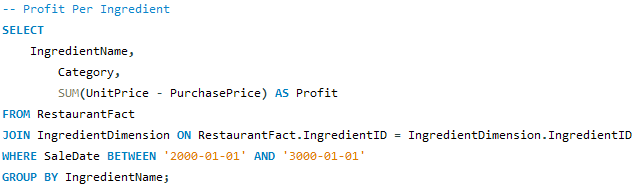 -- Profit Per Ingredient
SELECT
IngredientName,
Category,
SUM(UnitPrice - PurchasePrice) AS Profit
FROM RestaurantFact
JOIN IngredientDimension ON RestaurantFact.IngredientID = IngredientDimension.IngredientID
WHERE SaleDate BETWEEN '2000-01-01' AND '3000-01-01'
GROUP BY IngredientName;